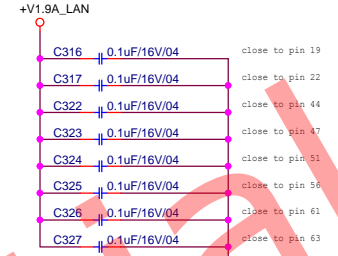 +V1.9A_LAN
C316 0.1uF/16V/04 close to pin 19
C317 0.1uF/16V/04 close to pin 22
C322 0.1uF/16V/04 close to pin 44
C323 0.1uF/16V/04 close to pin 47
C324 0.1uF/16V/04 close to pin 51
C325 0.1uF/16V/04 close to pin 56
C326 0.1uF/16V/04 close to pin 61
C327 0.1uF/16V/04 close to pin 63